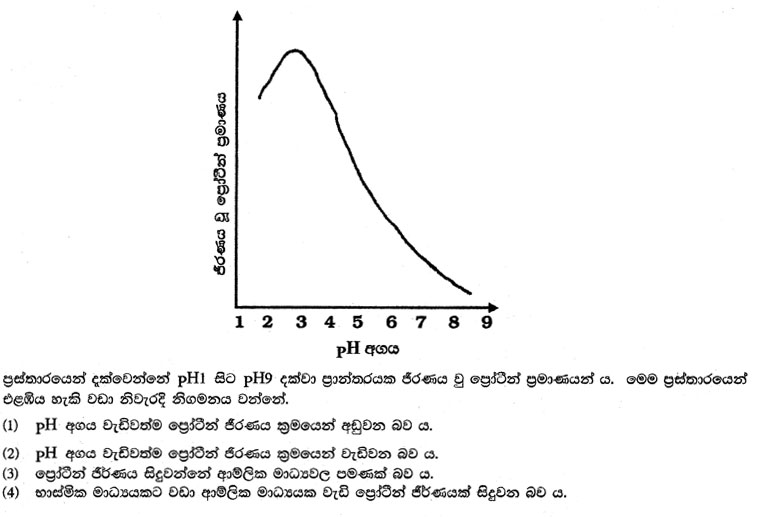 ජීරණය වූ ප්‍රෝටීන් ප්‍රමාණය
1 2 3 4 5 6 7 8 9
pH අගය
ප්‍රස්තාරයෙන් දක්වෙන්නේ pH1 සිට pH9 දක්වා ප්‍රාන්තරයක ජීරණය වූ ප්‍රෝටීන් ප්‍රමාණයන් ය. මෙම ප්‍රස්තාරයෙන්
එළඹිය හැකි වඩා නිවැරදි නිගමනය වන්නේ.
(1) pH අගය වැඩිවත්ම ප්‍රෝටීන් ජීරණය ක්‍රමයෙන් අඩුවන බව ය.
(2) pH අගය වැඩිවත්ම ප්‍රෝටීන් ජීරණය ක්‍රමයෙන් වැඩිවන බව ය.
(3) ප්‍රෝටීන් ජීර්ණය සිදුවන්නේ ආම්ලික මාධ්‍යවල පමණක් බව ය.
(4) භාස්මික මාධ්‍යයකට වඩා ආම්ලික මාධ්‍යයක වැඩි ප්‍රෝටීන් ජීර්ණයක් සිදුවන බව ය.